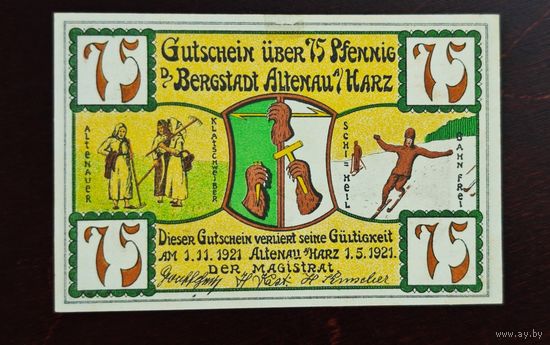 75
75
Gutschein über 75 Pfennig
D. Bergstadt Altenau a/Harz
ALTENAUER
KLATSCHWEIBER
SCHI=HEIL
BAHN FREI
Dieser Gutschein verliert seine Gültigkeit
AM 1.11.1921 ALTENAU a/HARZ 1.5.1921.
DER MAGISTRAT
75
75
www.ay.by